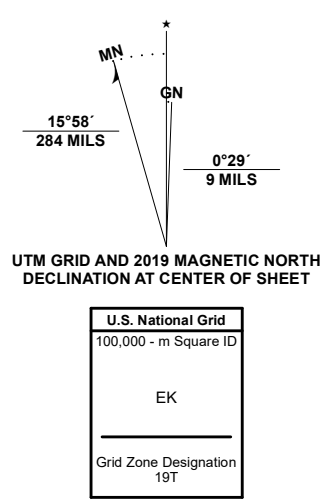 ★
MN
GN
15°58´
284 MILS
0°29´
9 MILS
UTM GRID AND 2019 MAGNETIC NORTH
DECLINATION AT CENTER OF SHEET
U.S. National Grid
100,000 - m Square ID
EK
Grid Zone Designation
19T